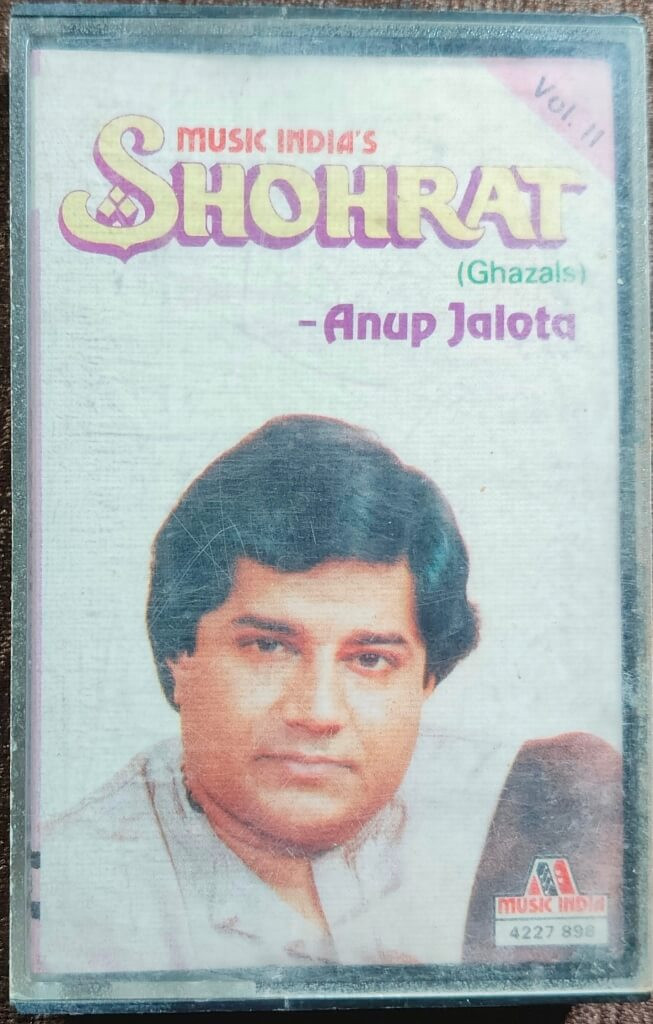 Vol. II
MUSIC INDIA'S
SHOHRAT
(Ghazals)
-Anup Jalota
MUSIC INDIA
4227 898